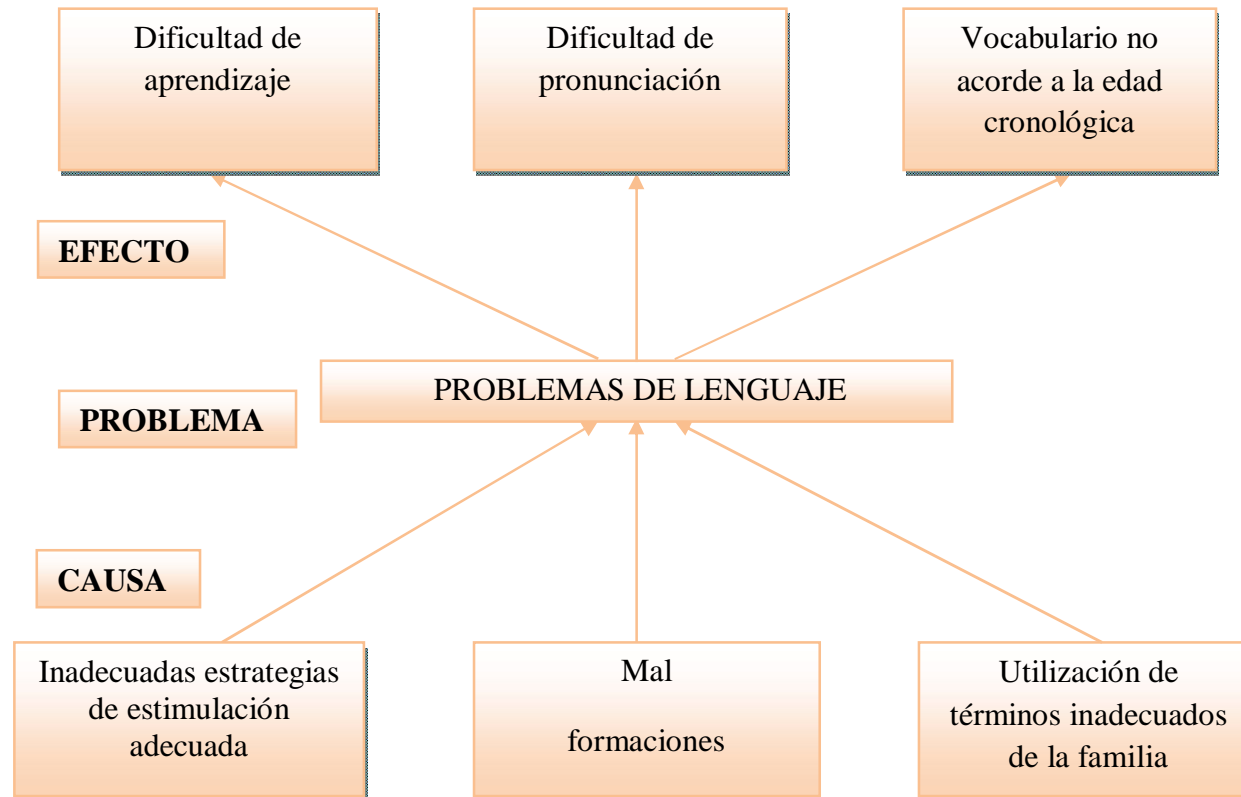 Dificultad de
aprendizaje
Dificultad de
pronunciación
Vocabulario no
acorde a la edad
cronológica
EFECTO
PROBLEMAS DE LENGUAJE
PROBLEMA
CAUSA
Inadecuadas estrategias
de estimulación
adecuada
Mal
formaciones
Utilización de
términos inadecuados
de la familia